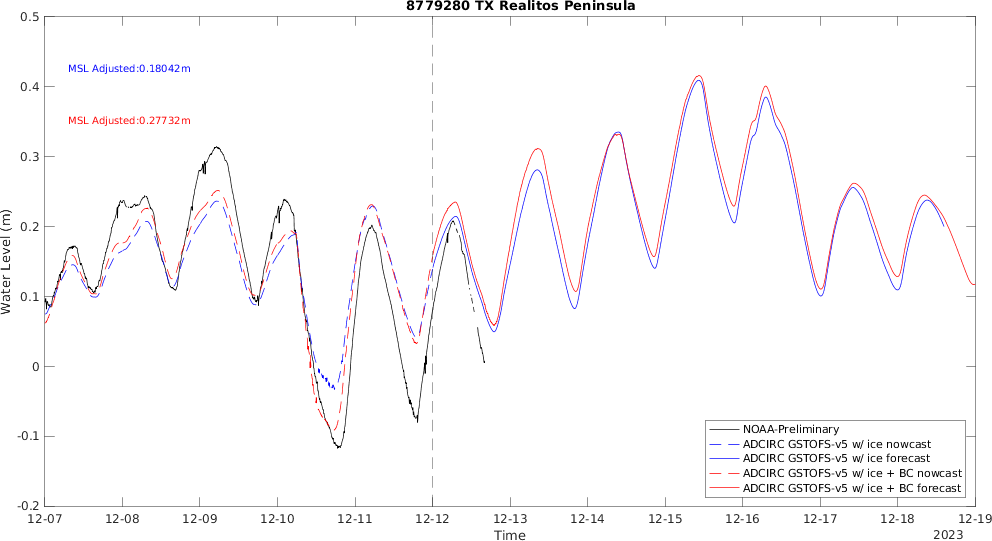 8779280 TX Realitos Peninsula
0.5
0.4
0.3
0.2
0.1
0
-0.1
-0.2
Water Level (m)
MSL Adjusted:0.18042m
MSL Adjusted:0.27732m
NOAA-Preliminary
ADCIRC GSTOFS-v5 w/ ice nowcast
ADCIRC GSTOFS-v5 w/ ice forecast
ADCIRC GSTOFS-v5 w/ ice + BC nowcast
ADCIRC GSTOFS-v5 w/ ice + BC forecast
12-07 12-08 12-09 12-10 12-11 12-12 12-13 12-14 12-15 12-16 12-17 12-18 12-19
Time
2023